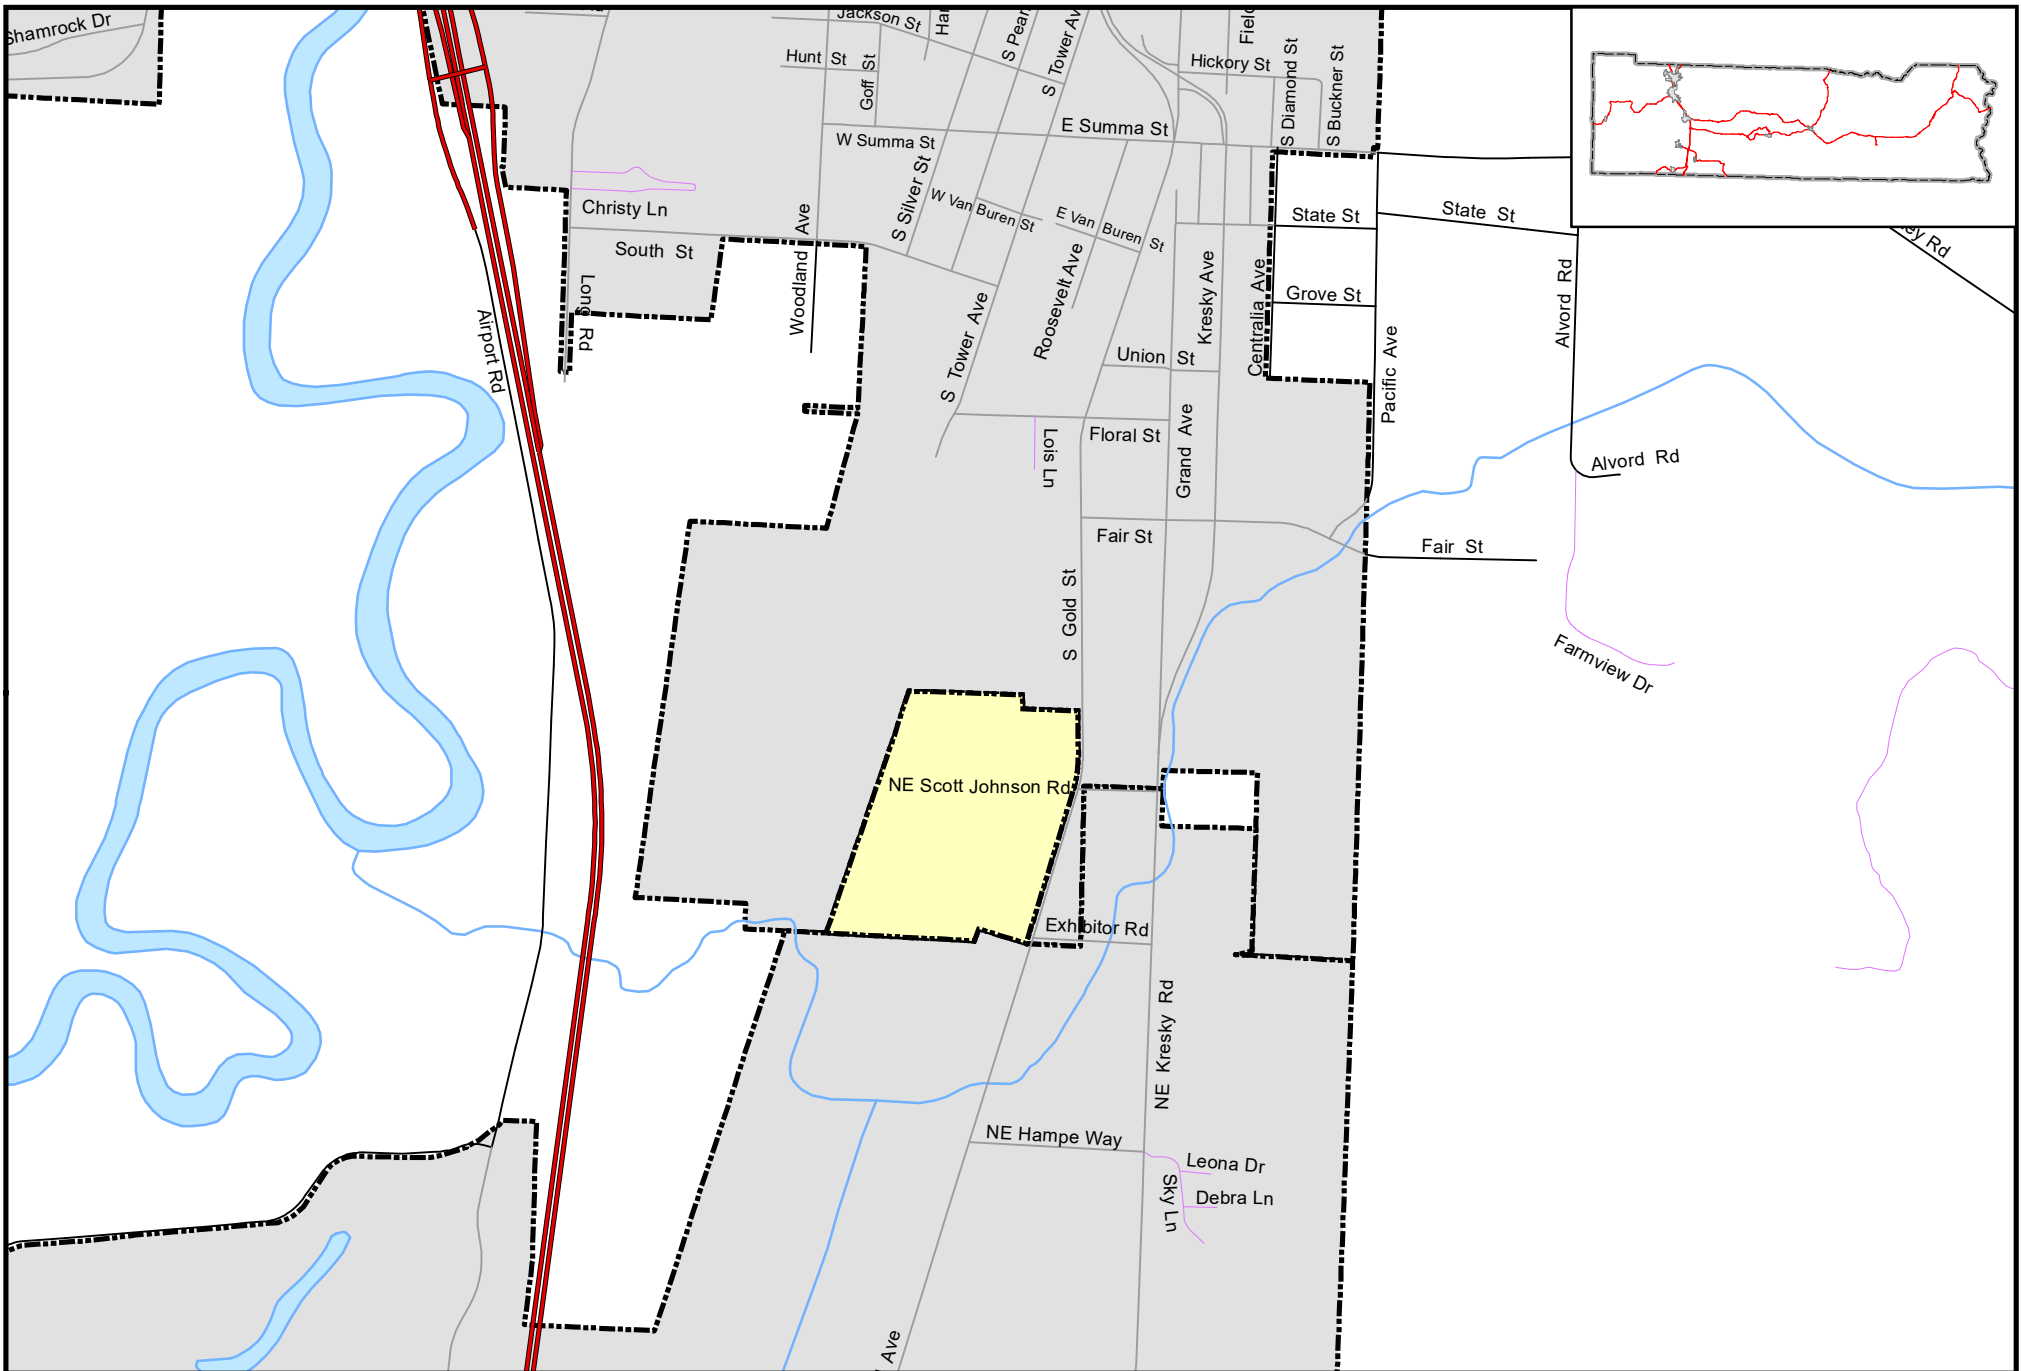 Shamrock Dr
Jackson St
S Pear
S Tower Av
Hunt St
Goff St
Hickory St
S Diamond St
S Buckner St
E Summa St
W Summa St
S Silver St
W Van Buren St
E Van Buren St
Christy Ln
South St
Woodland Ave
Long Rd
Airport Rd
State St
State St
ey Rd
Grove St
Kresky Ave
Centralia Ave
Roosevelt Ave
S Tower Ave
Union St
Pacific Ave
Alvord Rd
Floral St
Lois Ln
Grand Ave
Alvord Rd
Fair St
Fair St
S Gold St
Farmview Dr
NE Scott Johnson Rd
Exhibitor Rd
NE Kresky Rd
NE Hampe Way
Leona Dr
Debra Ln
Sky Ln
Ave